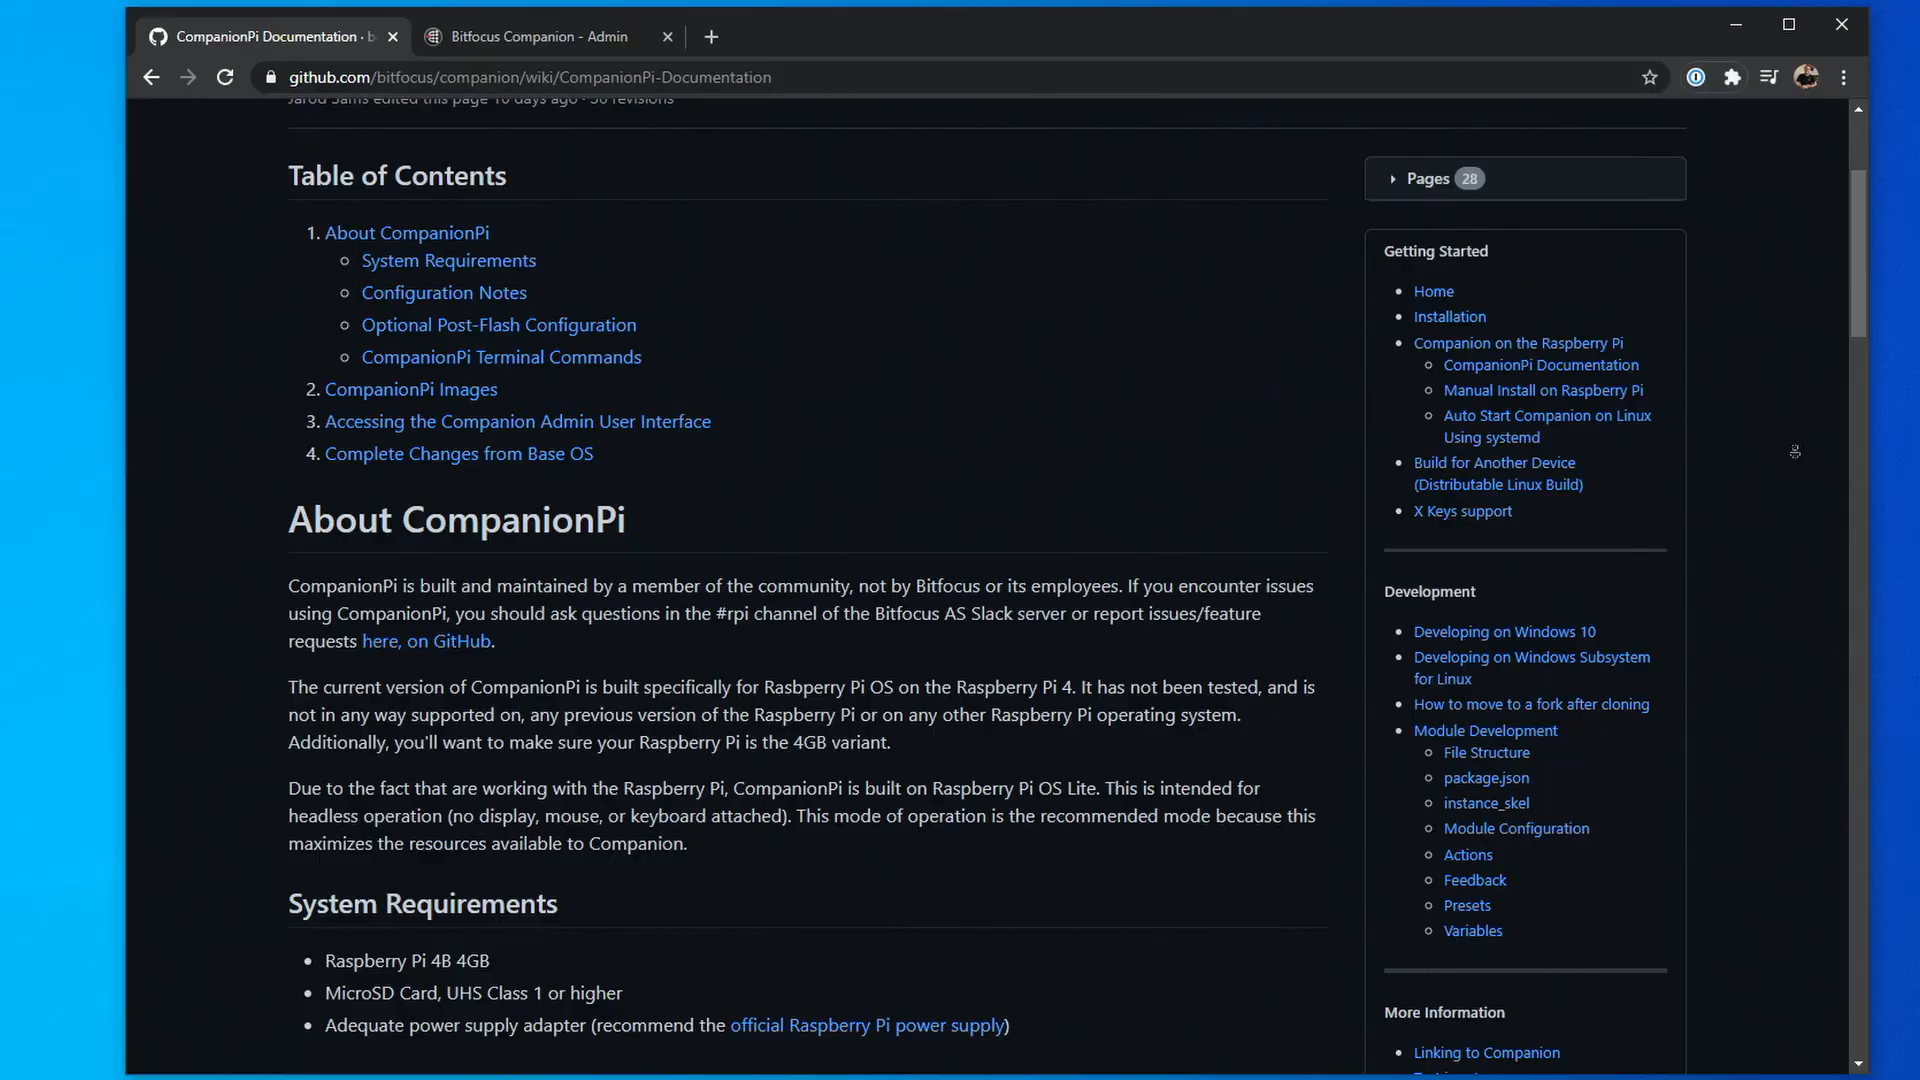 CompanionPi Documentation · b
Bitfocus Companion - Admin
github.com/bitfocus/companion/wiki/CompanionPi-Documentation
Jarod Sams edited this page 10 days ago · 36 revisions
Table of Contents
1. About CompanionPi
System Requirements
Configuration Notes
Optional Post-Flash Configuration
CompanionPi Terminal Commands
2. CompanionPi Images
3. Accessing the Companion Admin User Interface
4. Complete Changes from Base OS
About CompanionPi
CompanionPi is built and maintained by a member of the community, not by Bitfocus or its employees. If you encounter issues
using CompanionPi, you should ask questions in the #rpi channel of the Bitfocus AS Slack server or report issues/feature
requests here, on GitHub.
The current version of CompanionPi is built specifically for Rasbperry Pi OS on the Raspberry Pi 4. It has not been tested, and is
not in any way supported on, any previous version of the Raspberry Pi or on any other Raspberry Pi operating system.
Additionally, you'll want to make sure your Raspberry Pi is the 4GB variant.
Due to the fact that are working with the Raspberry Pi, CompanionPi is built on Raspberry Pi OS Lite. This is intended for
headless operation (no display, mouse, or keyboard attached). This mode of operation is the recommended mode because this
maximizes the resources available to Companion.
System Requirements
Raspberry Pi 4B 4GB
MicroSD Card, UHS Class 1 or higher
Adequate power supply adapter (recommend the official Raspberry Pi power supply)
Pages 28
Getting Started
Home
Installation
Companion on the Raspberry Pi
CompanionPi Documentation
Manual Install on Raspberry Pi
Auto Start Companion on Linux
Using systemd
Build for Another Device
(Distributable Linux Build)
X Keys support
Development
Developing on Windows 10
Developing on Windows Subsystem
for Linux
How to move to a fork after cloning
Module Development
File Structure
package.json
instance_skel
Module Configuration
Actions
Feedback
Presets
Variables
More Information
Linking to Companion